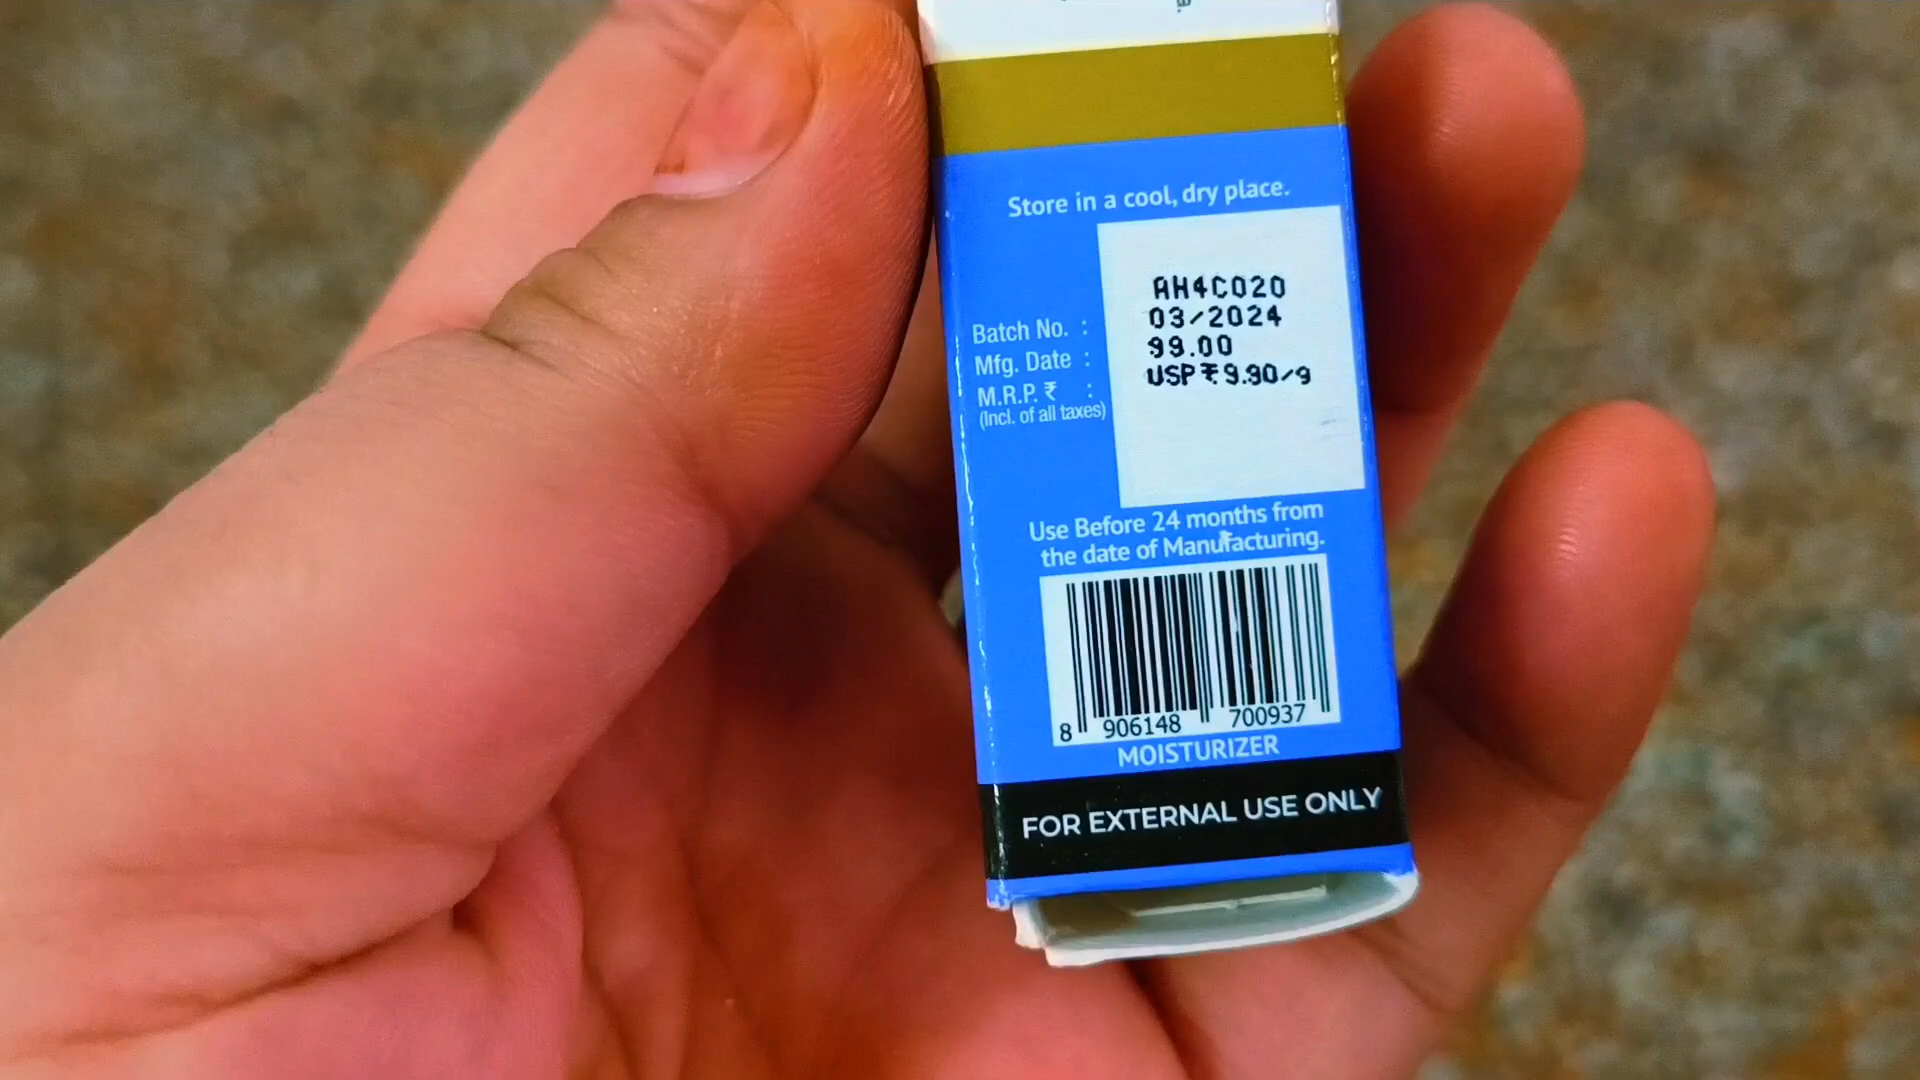 Store in a cool, dry place.
AH4C020
03/2024
99.00
USP ₹ 9.90/g
Batch No. :
Mfg. Date :
M.R.P. ₹ :
(Incl. of all taxes)
Use Before 24 months from
the date of Manufacturing.
8 906148 700937
MOISTURIZER
FOR EXTERNAL USE ONLY